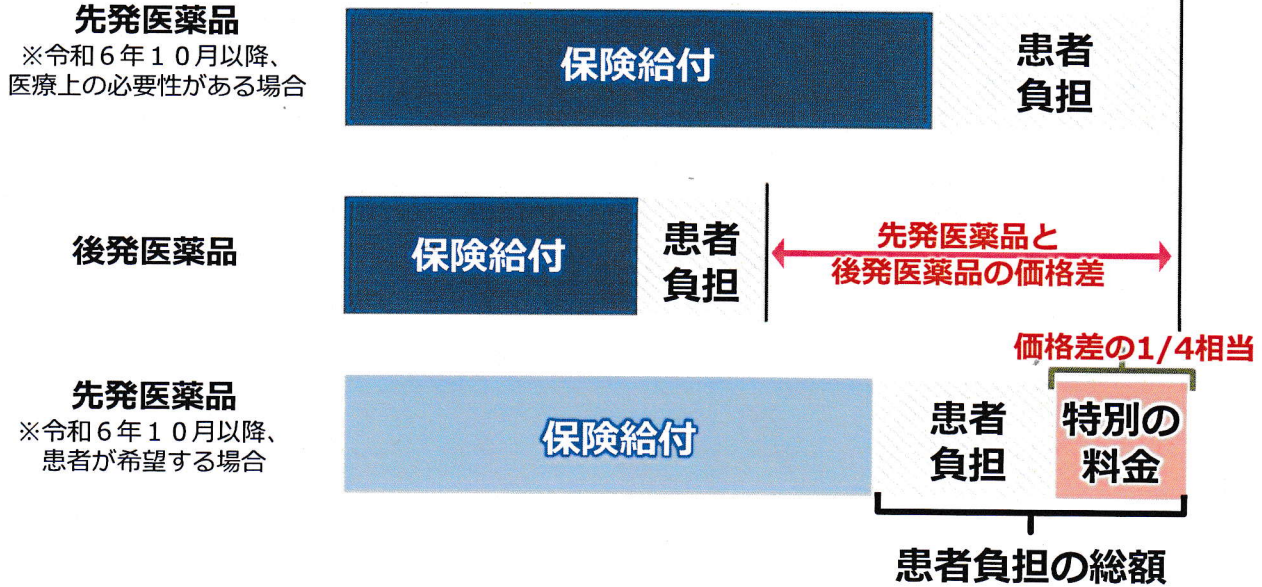 先発医薬品
※令和６年１０月以降、
医療上の必要性がある場合
保険給付
患者
負担
後発医薬品
保険給付
患者
負担
先発医薬品と
後発医薬品の価格差
価格差の1/4相当
先発医薬品
※令和６年１０月以降、
患者が希望する場合
保険給付
患者
負担
特別の
料金
患者負担の総額